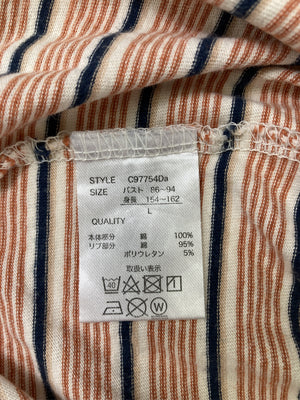 STYLE C97754Da
SIZE バスト 86~94
身長 154~162
L
QUALITY
本体部分 綿 100%
リブ部分 綿 95%
ポリウレタン 5%
取扱い表示
40
W